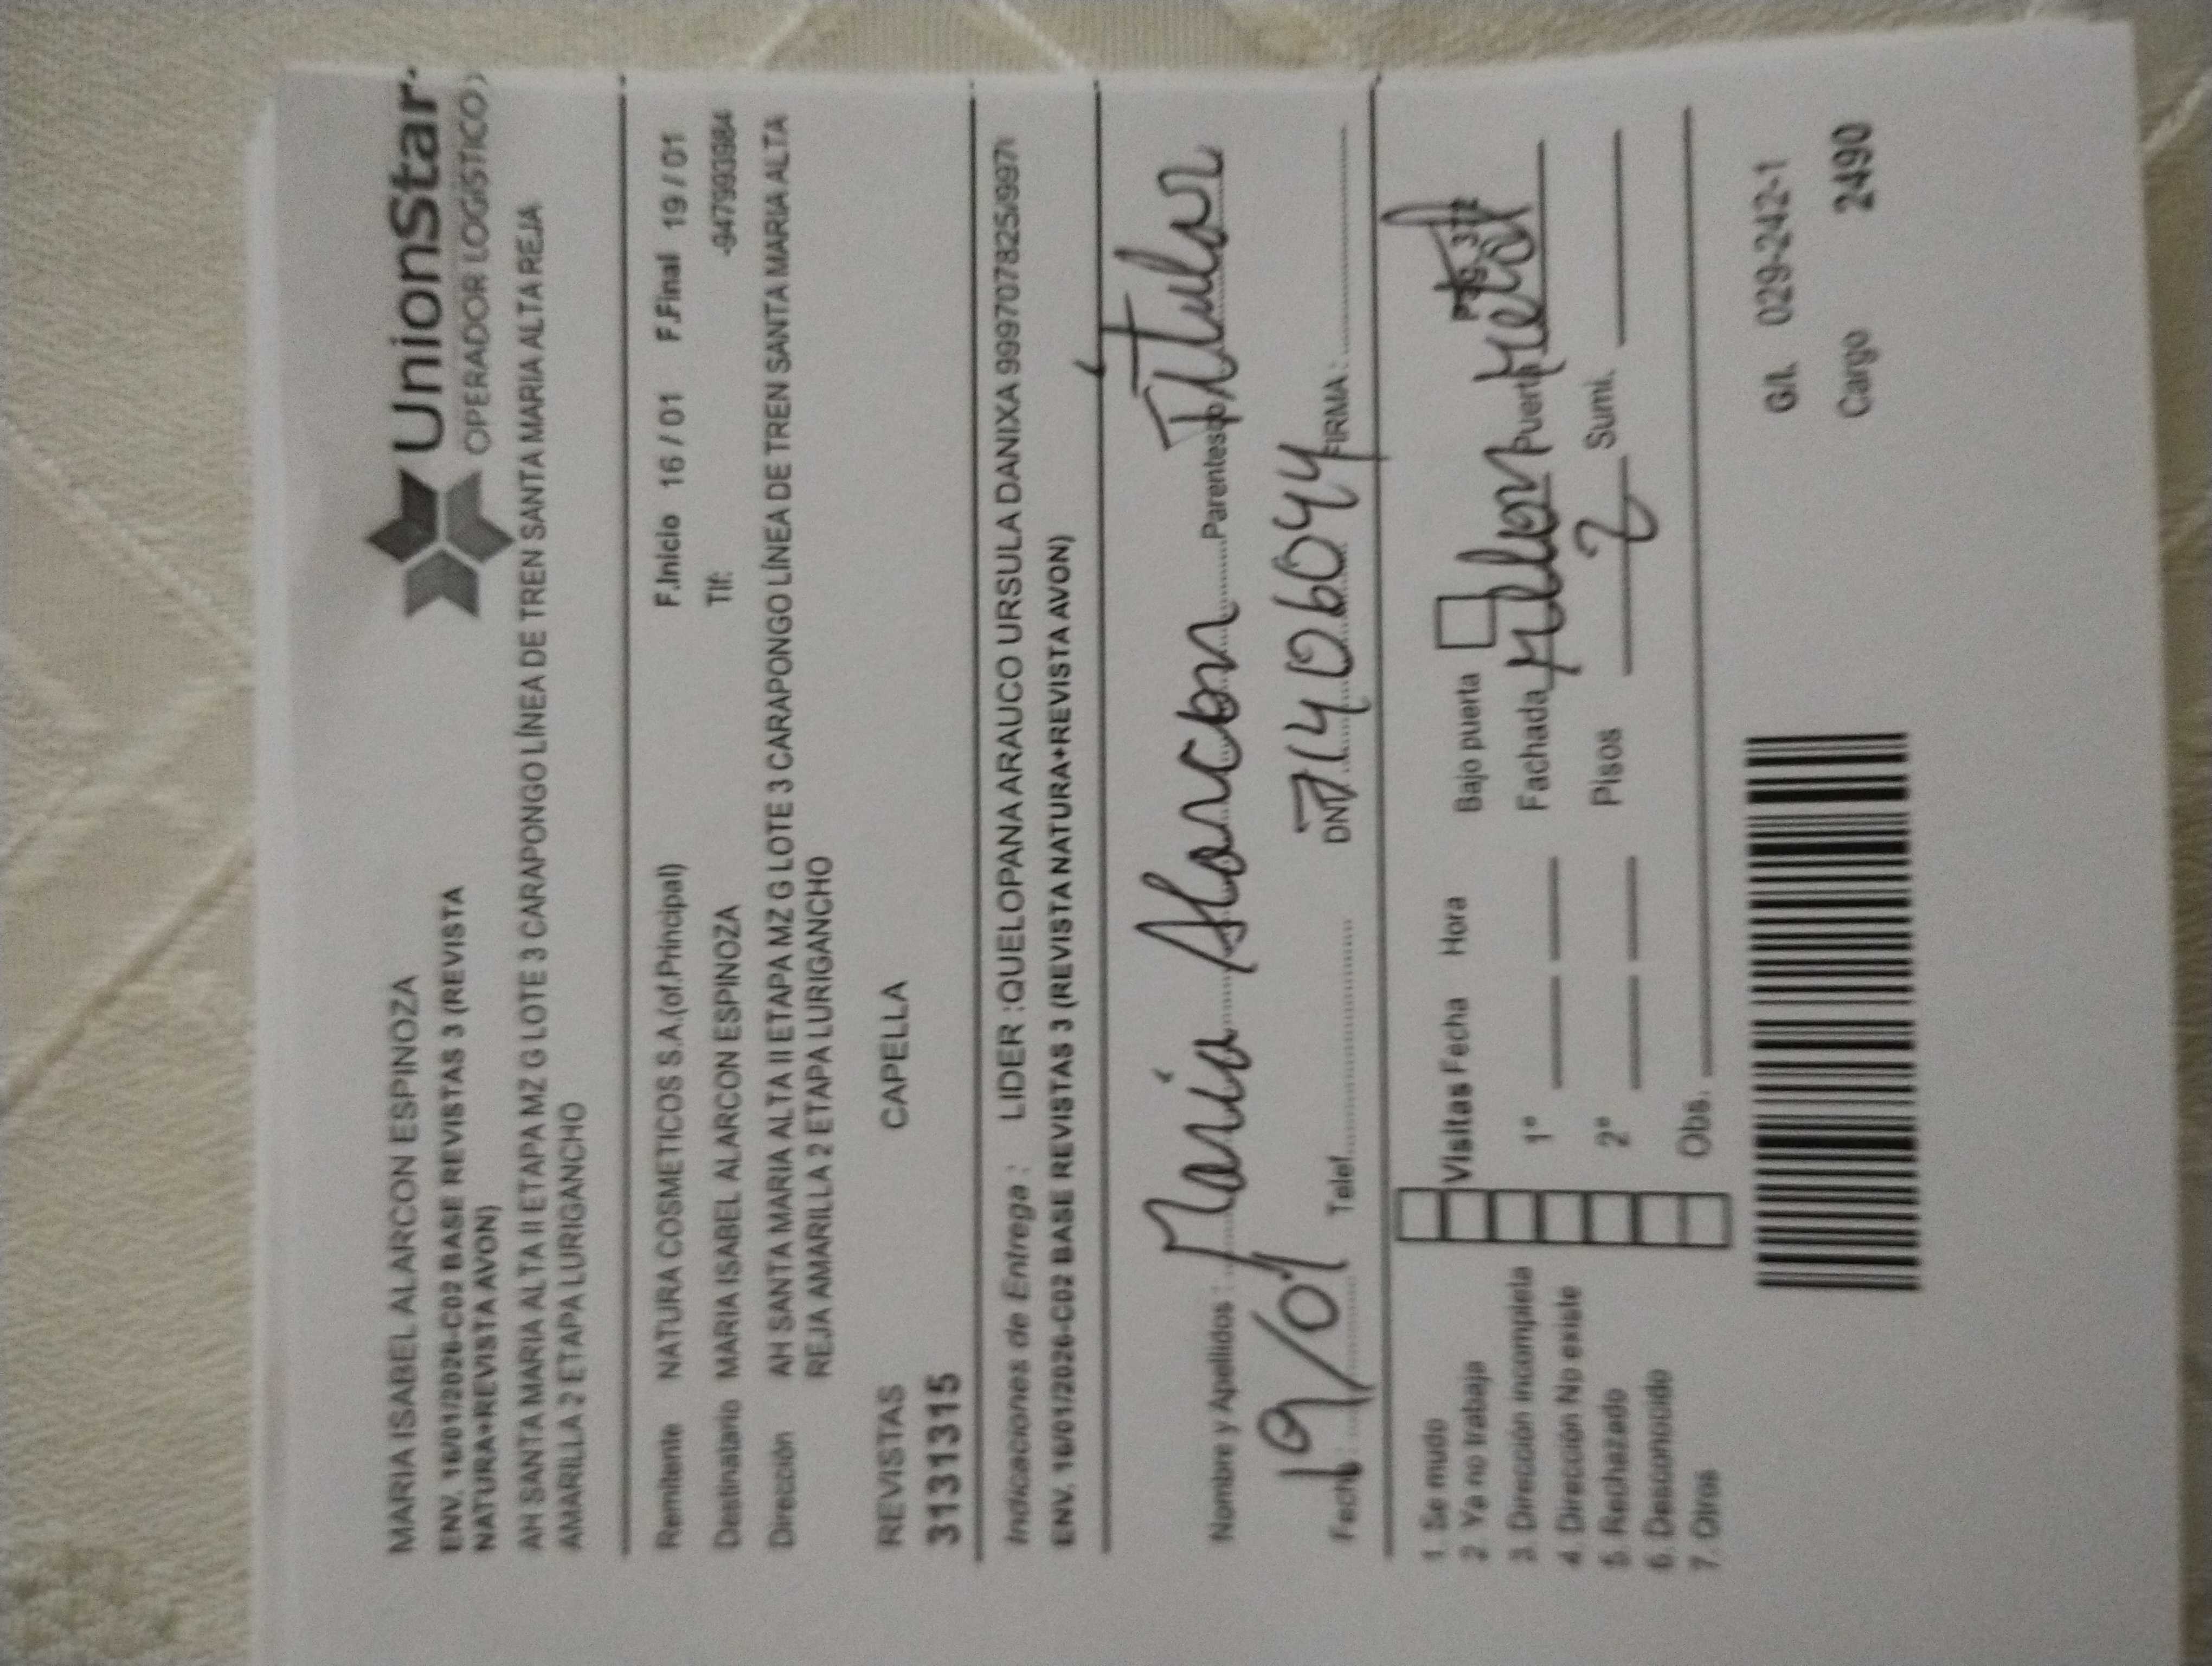 UnionStar.
OPERADOR LOGÍSTICO
MARIA ISABEL ALARCON ESPINOZA
ENV. 16/01/2026-C02 BASE REVISTAS 3 (REVISTA
NATURA+REVISTA AVON)
AH SANTA MARIA ALTA II ETAPA MZ G LOTE 3 CARAPONGO LÍNEA DE TREN SANTA MARIA ALTA REJA
AMARILLA 2 ETAPA LURIGANCHO
Remitente NATURA COSMETICOS S.A.(of.Principal) F.Inicio 16 / 01 F.Final 19 / 01
Destinatario MARIA ISABEL ALARCON ESPINOZA Tlf: -947993984
Dirección AH SANTA MARIA ALTA II ETAPA MZ G LOTE 3 CARAPONGO LÍNEA DE TREN SANTA MARIA ALTA
REJA AMARILLA 2 ETAPA LURIGANCHO
REVISTAS CAPELLA
3131315
Indicaciones de Entrega : LIDER :QUELOPANA ARAUCO URSULA DANIXA 999707825/
ENV. 16/01/2026-C02 BASE REVISTAS 3 (REVISTA NATURA+REVISTA AVON)
Nombre y Apellidos : María Alarcon Parentesco Titular
Fecha: 19/01 Telef. DNI 71406044 FIRMA:
1. Se mudo
2. Ya no trabaja
3. Dirección incompleta
4. Dirección No existe
5. Rechazado
6. Desconocido
7. Otros
Visitas Fecha Hora Bajo puerta
1° Fachada Puerta Metal
2° Pisos 2 Sumi.
Obs.
G/L 029-242-1
Cargo 2490